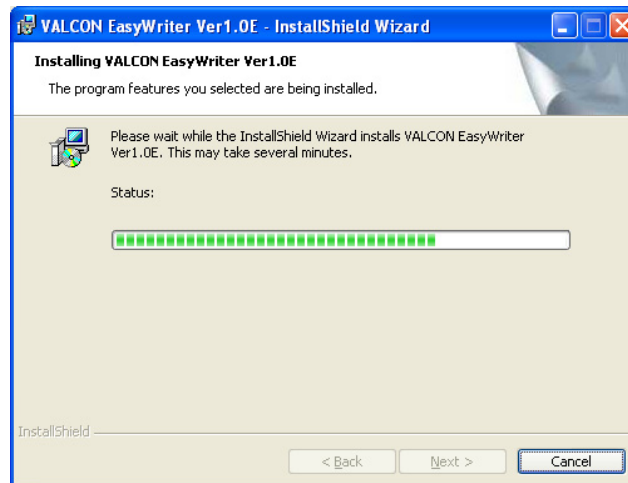 VALCON EasyWriter Ver1.0E - InstallShield Wizard
Installing VALCON EasyWriter Ver1.0E
The program features you selected are being installed.
Please wait while the InstallShield Wizard installs VALCON EasyWriter
Ver1.0E. This may take several minutes.
Status:
InstallShield
< Back Next > Cancel